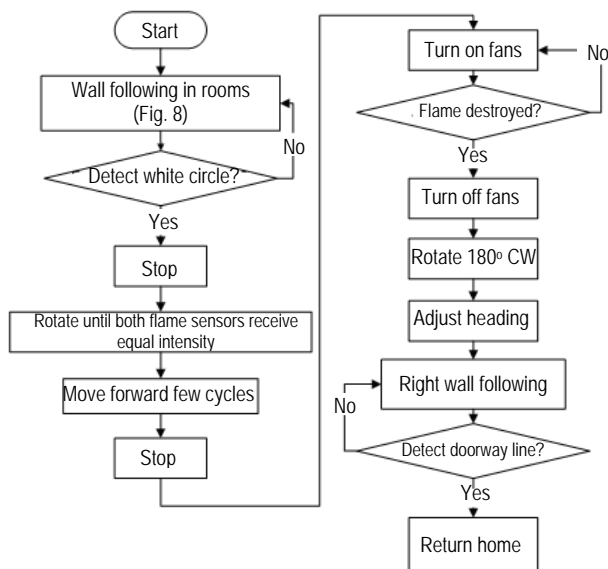 Start
Wall following in rooms
(Fig. 8)
No
Detect white circle?
Yes
Stop
Rotate until both flame sensors receive
equal intensity
Move forward few cycles
Stop
Turn on fans
No
Flame destroyed?
Yes
Turn off fans
Rotate 180º CW
Adjust heading
Right wall following
No
Detect doorway line?
Yes
Return home